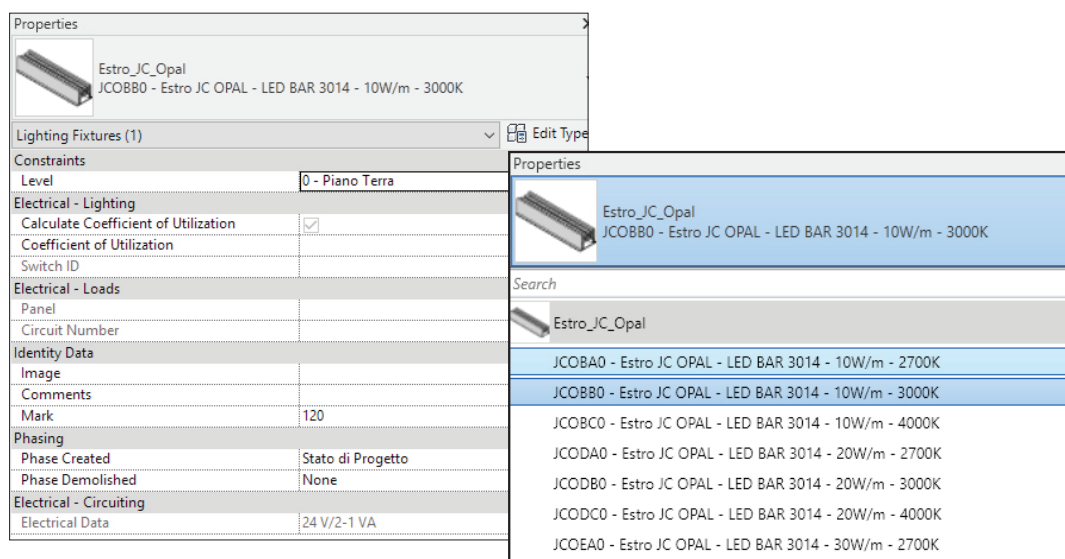 Properties
Estro_JC_Opal
JCOBB0 - Estro JC OPAL - LED BAR 3014 - 10W/m - 3000K
Lighting Fixtures (1)
Edit Type
Constraints
Level 0 - Piano Terra
Electrical - Lighting
Calculate Coefficient of Utilization
Coefficient of Utilization
Switch ID
Electrical - Loads
Panel
Circuit Number
Identity Data
Image
Comments
Mark 120
Phasing
Phase Created Stato di Progetto
Phase Demolished None
Electrical - Circuiting
Electrical Data 24 V/2-1 VA
Properties
Estro_JC_Opal
JCOBB0 - Estro JC OPAL - LED BAR 3014 - 10W/m - 3000K
Search
Estro_JC_Opal
JCOBA0 - Estro JC OPAL - LED BAR 3014 - 10W/m - 2700K
JCOBB0 - Estro JC OPAL - LED BAR 3014 - 10W/m - 3000K
JCOBC0 - Estro JC OPAL - LED BAR 3014 - 10W/m - 4000K
JCODA0 - Estro JC OPAL - LED BAR 3014 - 20W/m - 2700K
JCODB0 - Estro JC OPAL - LED BAR 3014 - 20W/m - 3000K
JCODC0 - Estro JC OPAL - LED BAR 3014 - 20W/m - 4000K
JCOEA0 - Estro JC OPAL - LED BAR 3014 - 30W/m - 2700K